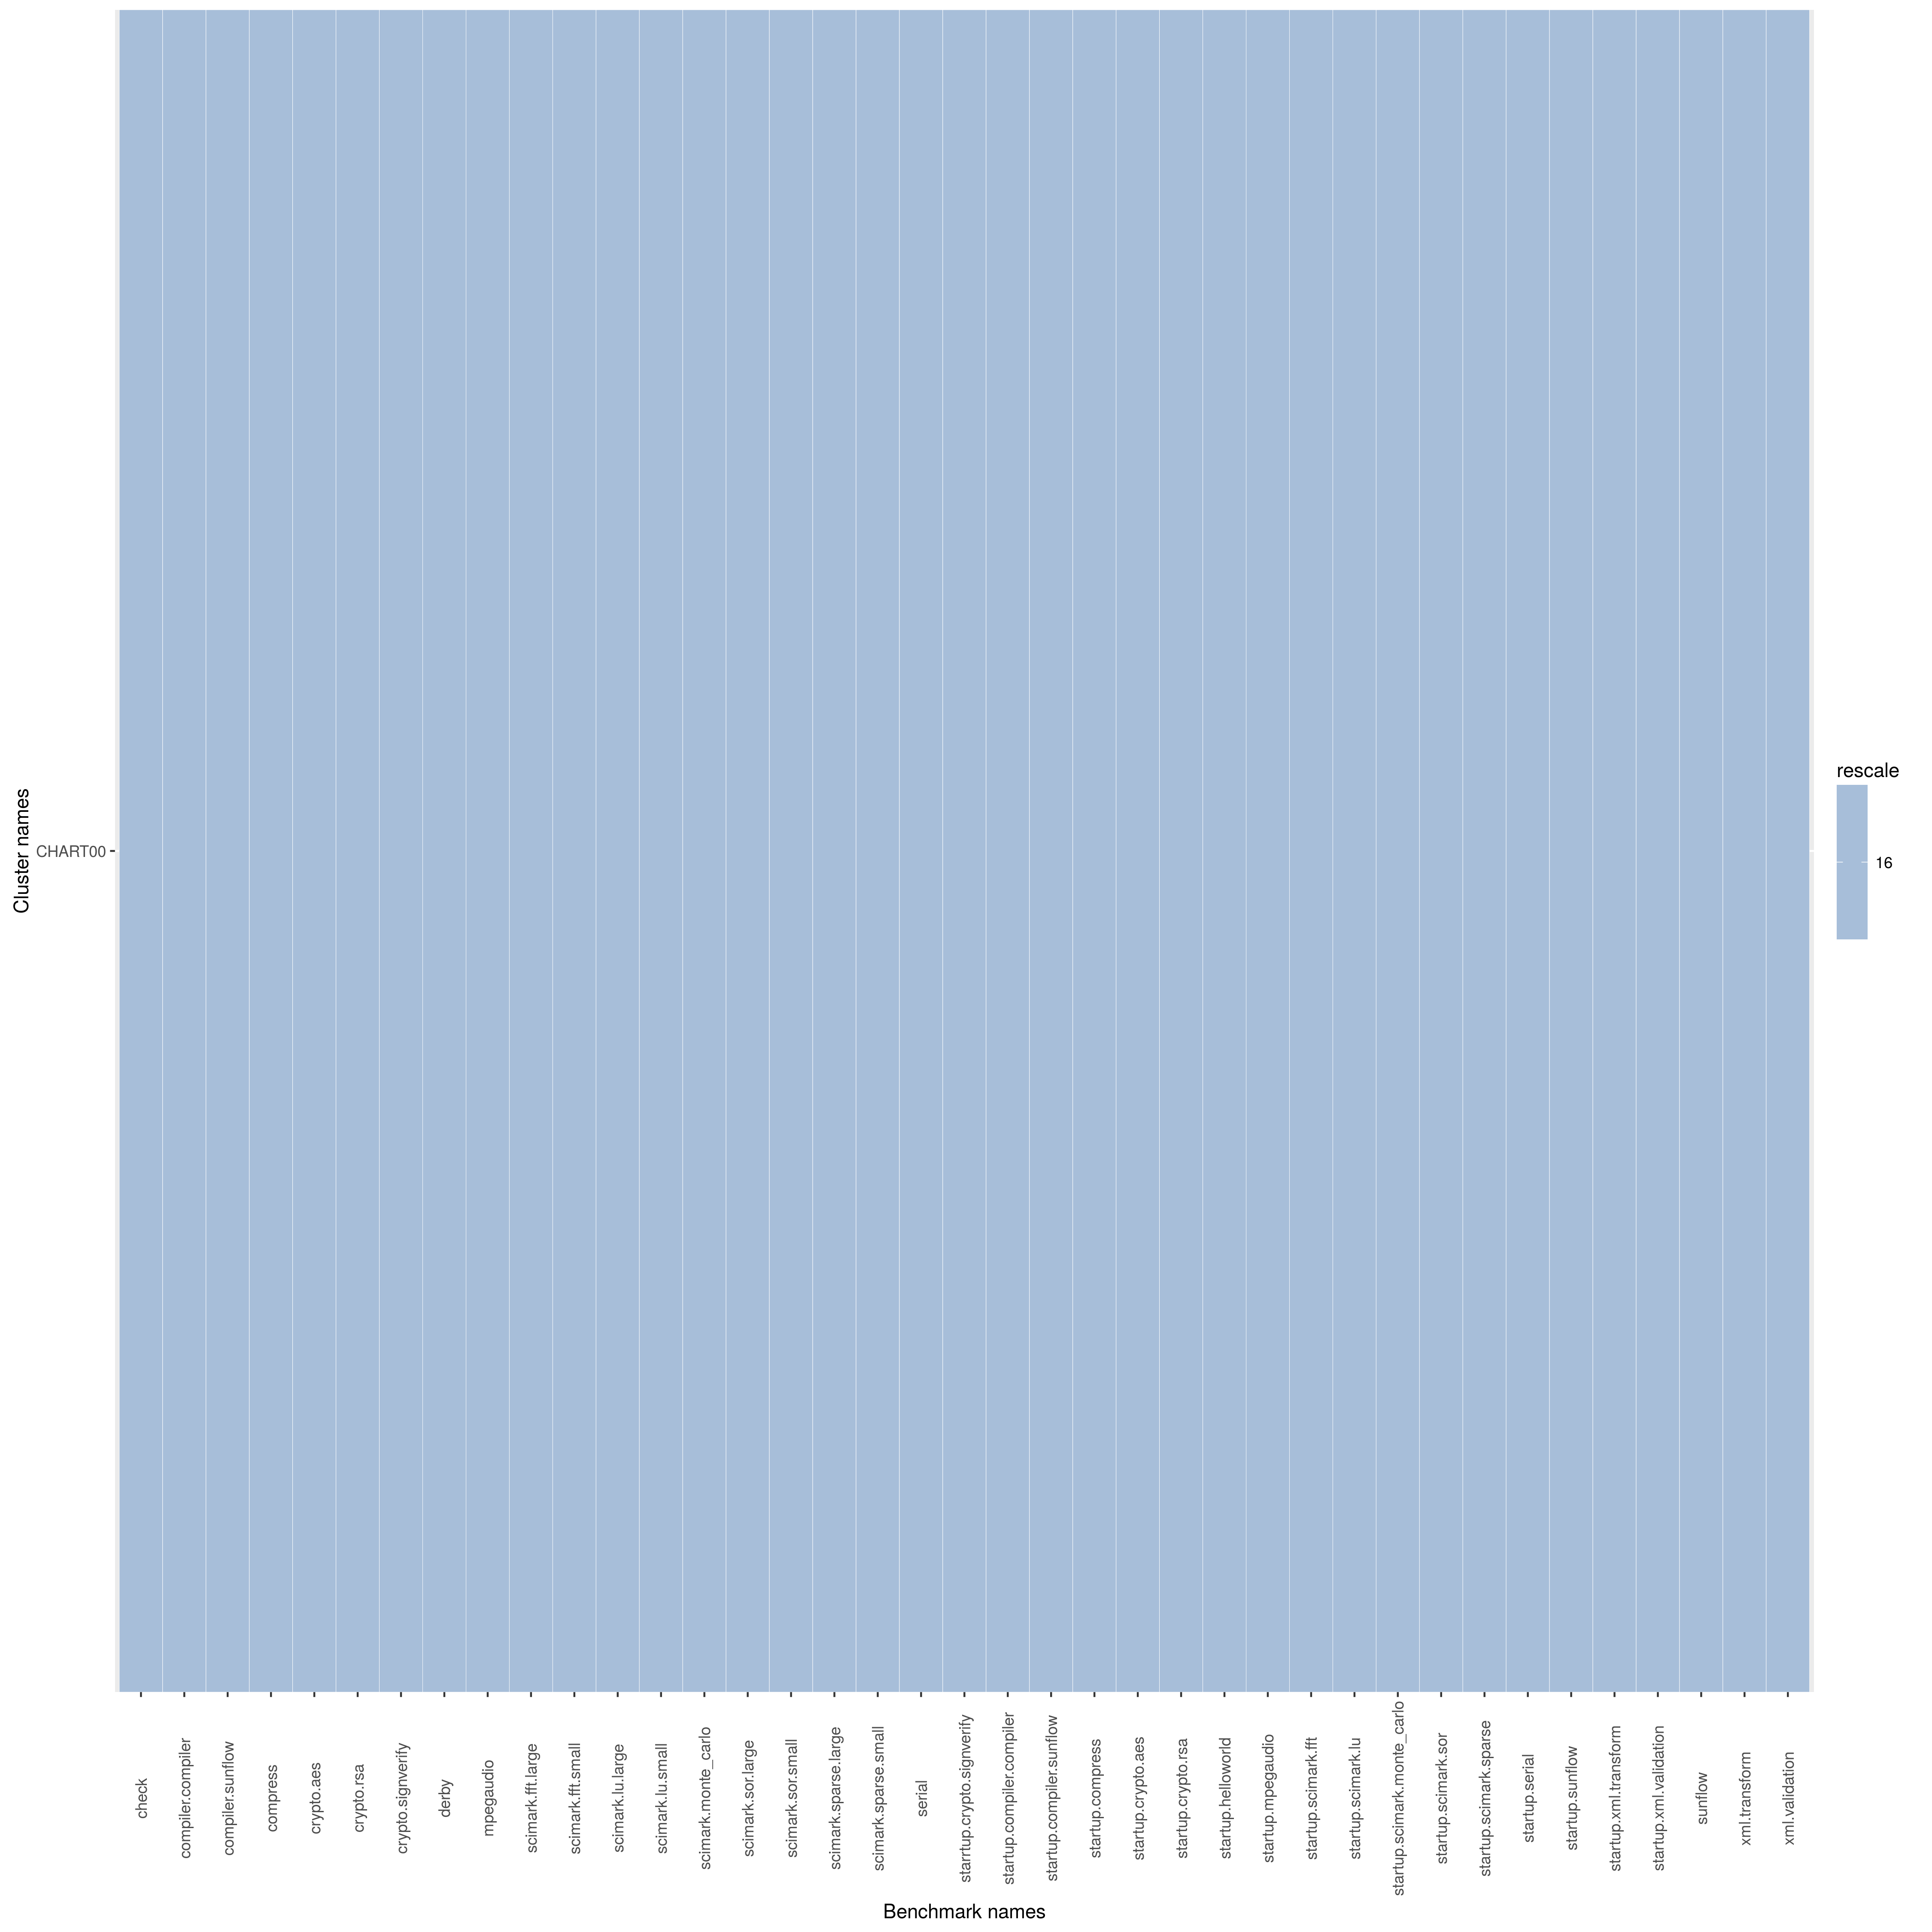 Cluster names
CHART00
rescale
16
check
compiler.compiler
compiler.sunflow
compress
crypto.aes
crypto.rsa
crypto.signverify
derby
mpegaudio
scimark.fft.large
scimark.fft.small
scimark.lu.large
scimark.lu.small
scimark.monte_carlo
scimark.sor.large
scimark.sor.small
scimark.sparse.large
scimark.sparse.small
serial
starrtup.crypto.signverify
startup.compiler.compiler
startup.compiler.sunflow
startup.compress
startup.crypto.aes
startup.crypto.rsa
startup.helloworld
startup.mpegaudio
startup.scimark.fft
startup.scimark.lu
startup.scimark.monte_carlo
startup.scimark.sor
startup.scimark.sparse
startup.serial
startup.sunflow
startup.xml.transform
startup.xml.validation
sunflow
xml.transform
xml.validation
Benchmark names